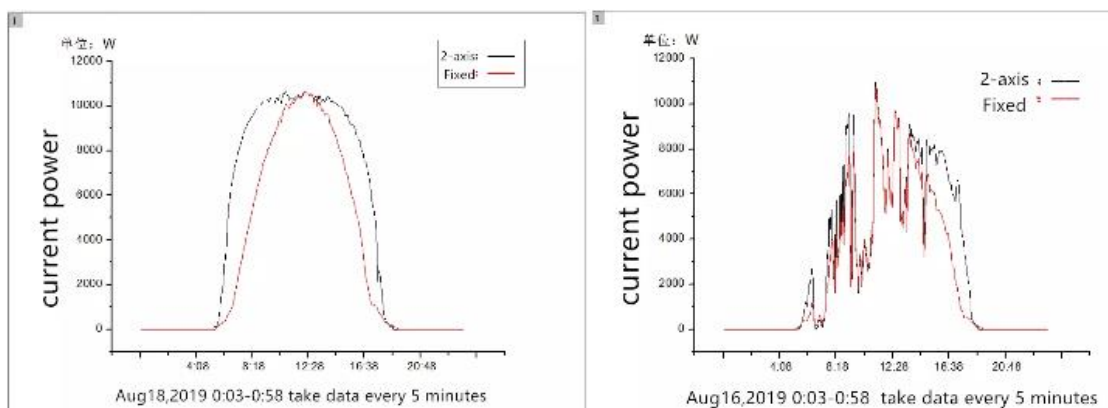 1
单位：W
2-axis:
Fixed:
12000
10000
8000
6000
4000
2000
0
current power
4:08 8:18 12:28 16:38 20:48
Aug18,2019 0:03-0:58 take data every 5 minutes
1
单位：W
2-axis :
Fixed :
12000
10000
8000
6000
4000
2000
0
current power
4:08 8:18 12:28 16:38 20:48
Aug16,2019 0:03-0:58 take data every 5 minutes